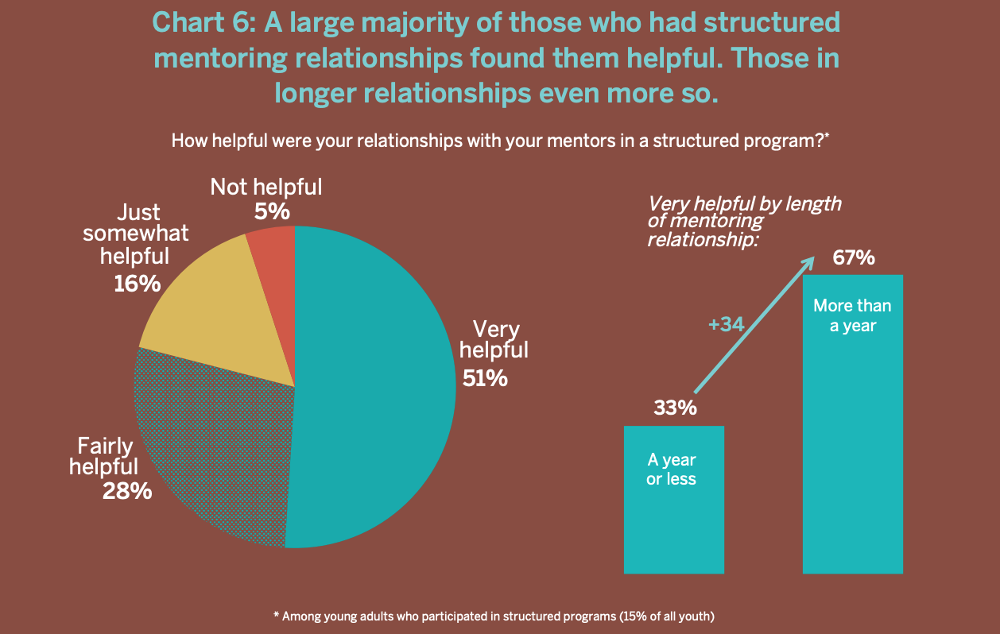 Chart 6: A large majority of those who had structured
mentoring relationships found them helpful. Those in
longer relationships even more so.
How helpful were your relationships with your mentors in a structured program?*
Not helpful
5%
Just
somewhat
helpful
16%
Very
helpful
51%
Fairly
helpful
28%
Very helpful by length
of mentoring
relationship:
67%
More than
a year
+34
33%
A year
or less
* Among young adults who participated in structured programs (15% of all youth)